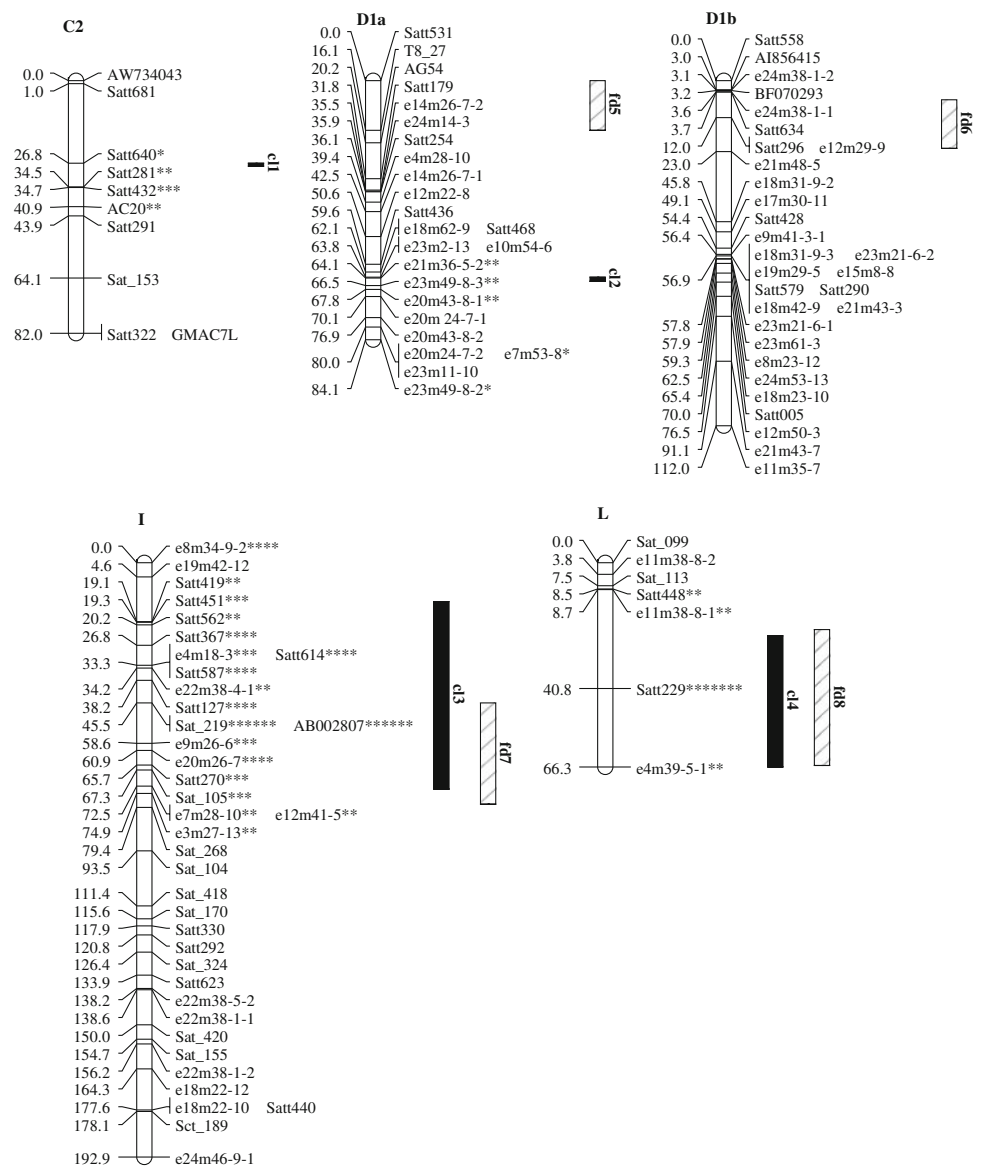 C2
0.0 AW734043
1.0 Satt681
26.8 Satt640*
34.5 Satt281**
34.7 Satt432***
40.9 AC20**
43.9 Satt291
64.1 Sat_153
82.0 Satt322 GMAC7L
cl1
D1a
0.0 Satt531
16.1 T8_27
20.2 AG54
31.8 Satt179
35.5 e14m26-7-2
35.9 e24m14-3
36.1 Satt254
39.4 e4m28-10
42.5 e14m26-7-1
50.6 e12m22-8
59.6 Satt436
62.1 e18m62-9 Satt468
63.8 e23m2-13 e10m54-6
64.1 e21m36-5-2**
66.5 e23m49-8-3**
67.8 e20m43-8-1**
70.1 e20m 24-7-1
76.9 e20m43-8-2
80.0 e20m24-7-2 e7m53-8*
e23m11-10
84.1 e23m49-8-2*
fd5
cl2
D1b
0.0 Satt558
3.0 AI856415
3.1 e24m38-1-2
3.2 BF070293
3.6 e24m38-1-1
3.7 Satt634
12.0 Satt296 e12m29-9
23.0 e21m48-5
45.8 e18m31-9-2
49.1 e17m30-11
54.4 Satt428
56.4 e9m41-3-1
e18m31-9-3 e23m21-6-2
56.9 e19m29-5 e15m8-8
Satt579 Satt290
e18m42-9 e21m43-3
57.8 e23m21-6-1
57.9 e23m61-3
59.3 e8m23-12
62.5 e24m53-13
65.4 e18m23-10
70.0 Satt005
76.5 e12m50-3
91.1 e21m43-7
112.0 e11m35-7
fd6
I
0.0 e8m34-9-2****
4.6 e19m42-12
19.1 Satt419**
19.3 Satt451***
20.2 Satt562**
26.8 Satt367****
33.3 e4m18-3*** Satt614****
Satt587****
34.2 e22m38-4-1**
38.2 Satt127****
45.5 Sat_219****** AB002807******
58.6 e9m26-6***
60.9 e20m26-7****
65.7 Satt270***
67.3 Sat_105***
72.5 e7m28-10** e12m41-5**
74.9 e3m27-13**
79.4 Sat_268
93.5 Sat_104
111.4 Sat_418
115.6 Sat_170
117.9 Satt330
120.8 Satt292
126.4 Sat_324
133.9 Satt623
138.2 e22m38-5-2
138.6 e22m38-1-1
150.0 Sat_420
154.7 Sat_155
156.2 e22m38-1-2
164.3 e18m22-12
177.6 e18m22-10 Satt440
178.1 Sct_189
192.9 e24m46-9-1
cl3
fd7
L
0.0 Sat_099
3.8 e11m38-8-2
7.5 Sat_113
8.5 Satt448**
8.7 e11m38-8-1**
40.8 Satt229*******
66.3 e4m39-5-1**
cl4
fd8